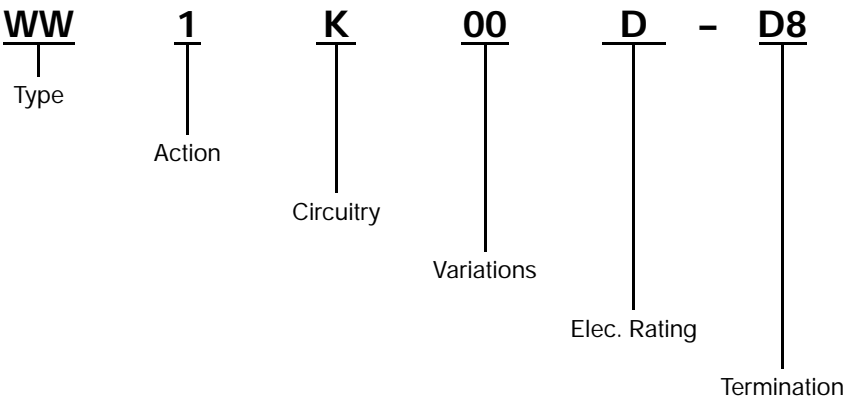 WW 1 K 00 D – D8
Type
Action
Circuitry
Variations
Elec. Rating
Termination